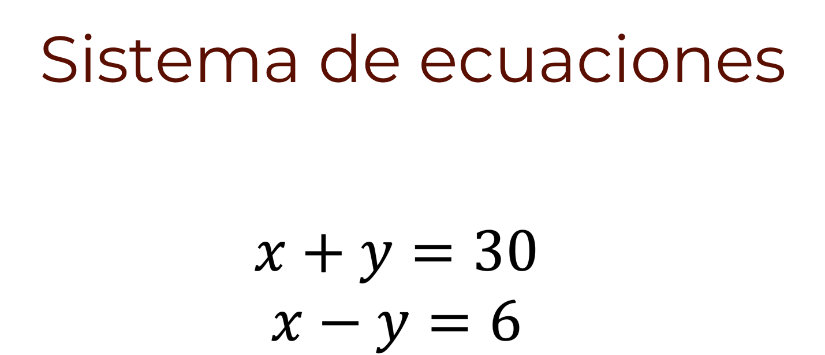 Sistema de ecuaciones
x + y = 30
x − y = 6